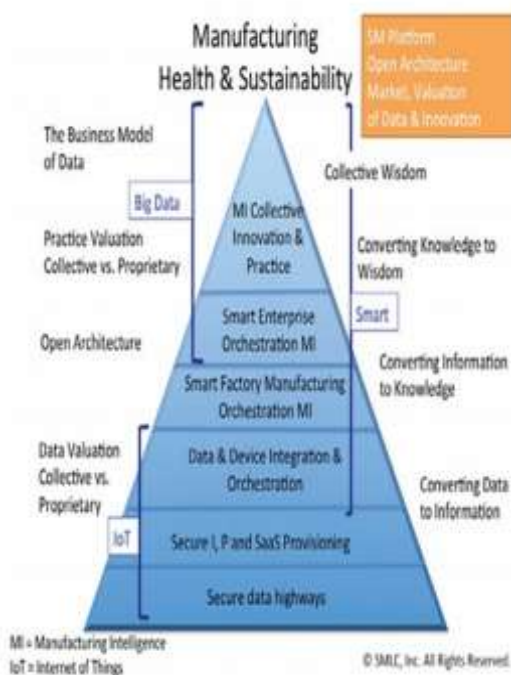 Manufacturing
Health & Sustainability
SM Platform
Open Architecture
Market, Valuation
of Data & Innovation
The Business Model
of Data
Big Data
Practice Valuation
Collective vs. Proprietary
Open Architecture
Data Valuation
Collective vs.
Proprietary
IoT
MI Collective
Innovation &
Practice
Smart Enterprise
Orchestration MI
Smart Factory Manufacturing
Orchestration MI
Data & Device Integration &
Orchestration
Secure I, P and SaaS Provisioning
Secure data highways
Collective Wisdom
Converting Knowledge to
Wisdom
Smart
Converting Information
to Knowledge
Converting Data
to Information
MI = Manufacturing Intelligence
IoT = Internet of Things
© SMLC, Inc. All Rights Reserved.